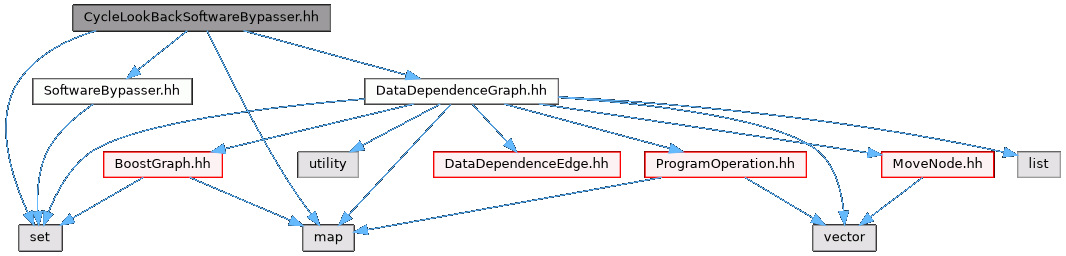 CycleLookBackSoftwareBypasser.hh
SoftwareBypasser.hh
DataDependenceGraph.hh
BoostGraph.hh
utility
DataDependenceEdge.hh
ProgramOperation.hh
MoveNode.hh
list
set
map
vector